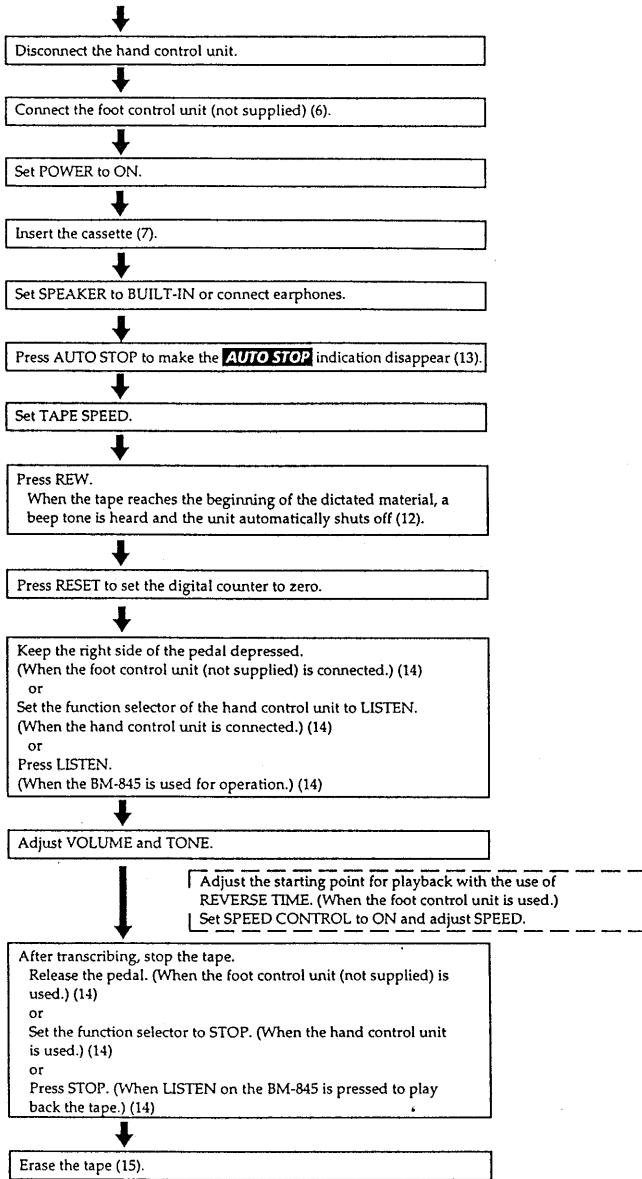 Disconnect the hand control unit.
Connect the foot control unit (not supplied) (6).
Set POWER to ON.
Insert the cassette (7).
Set SPEAKER to BUILT-IN or connect earphones.
Press AUTO STOP to make the AUTO STOP indication disappear (13).
Set TAPE SPEED.
Press REW.
When the tape reaches the beginning of the dictated material, a
beep tone is heard and the unit automatically shuts off (12).
Press RESET to set the digital counter to zero.
Keep the right side of the pedal depressed.
(When the foot control unit (not supplied) is connected.) (14)
or
Set the function selector of the hand control unit to LISTEN.
(When the hand control unit is connected.) (14)
or
Press LISTEN.
(When the BM-845 is used for operation.) (14)
Adjust VOLUME and TONE.
Adjust the starting point for playback with the use of
REVERSE TIME. (When the foot control unit is used.)
Set SPEED CONTROL to ON and adjust SPEED.
After transcribing, stop the tape.
Release the pedal. (When the foot control unit (not supplied) is
used.) (14)
or
Set the function selector to STOP. (When the hand control unit
is used.) (14)
or
Press STOP. (When LISTEN on the BM-845 is pressed to play
back the tape.) (14)
Erase the tape (15).